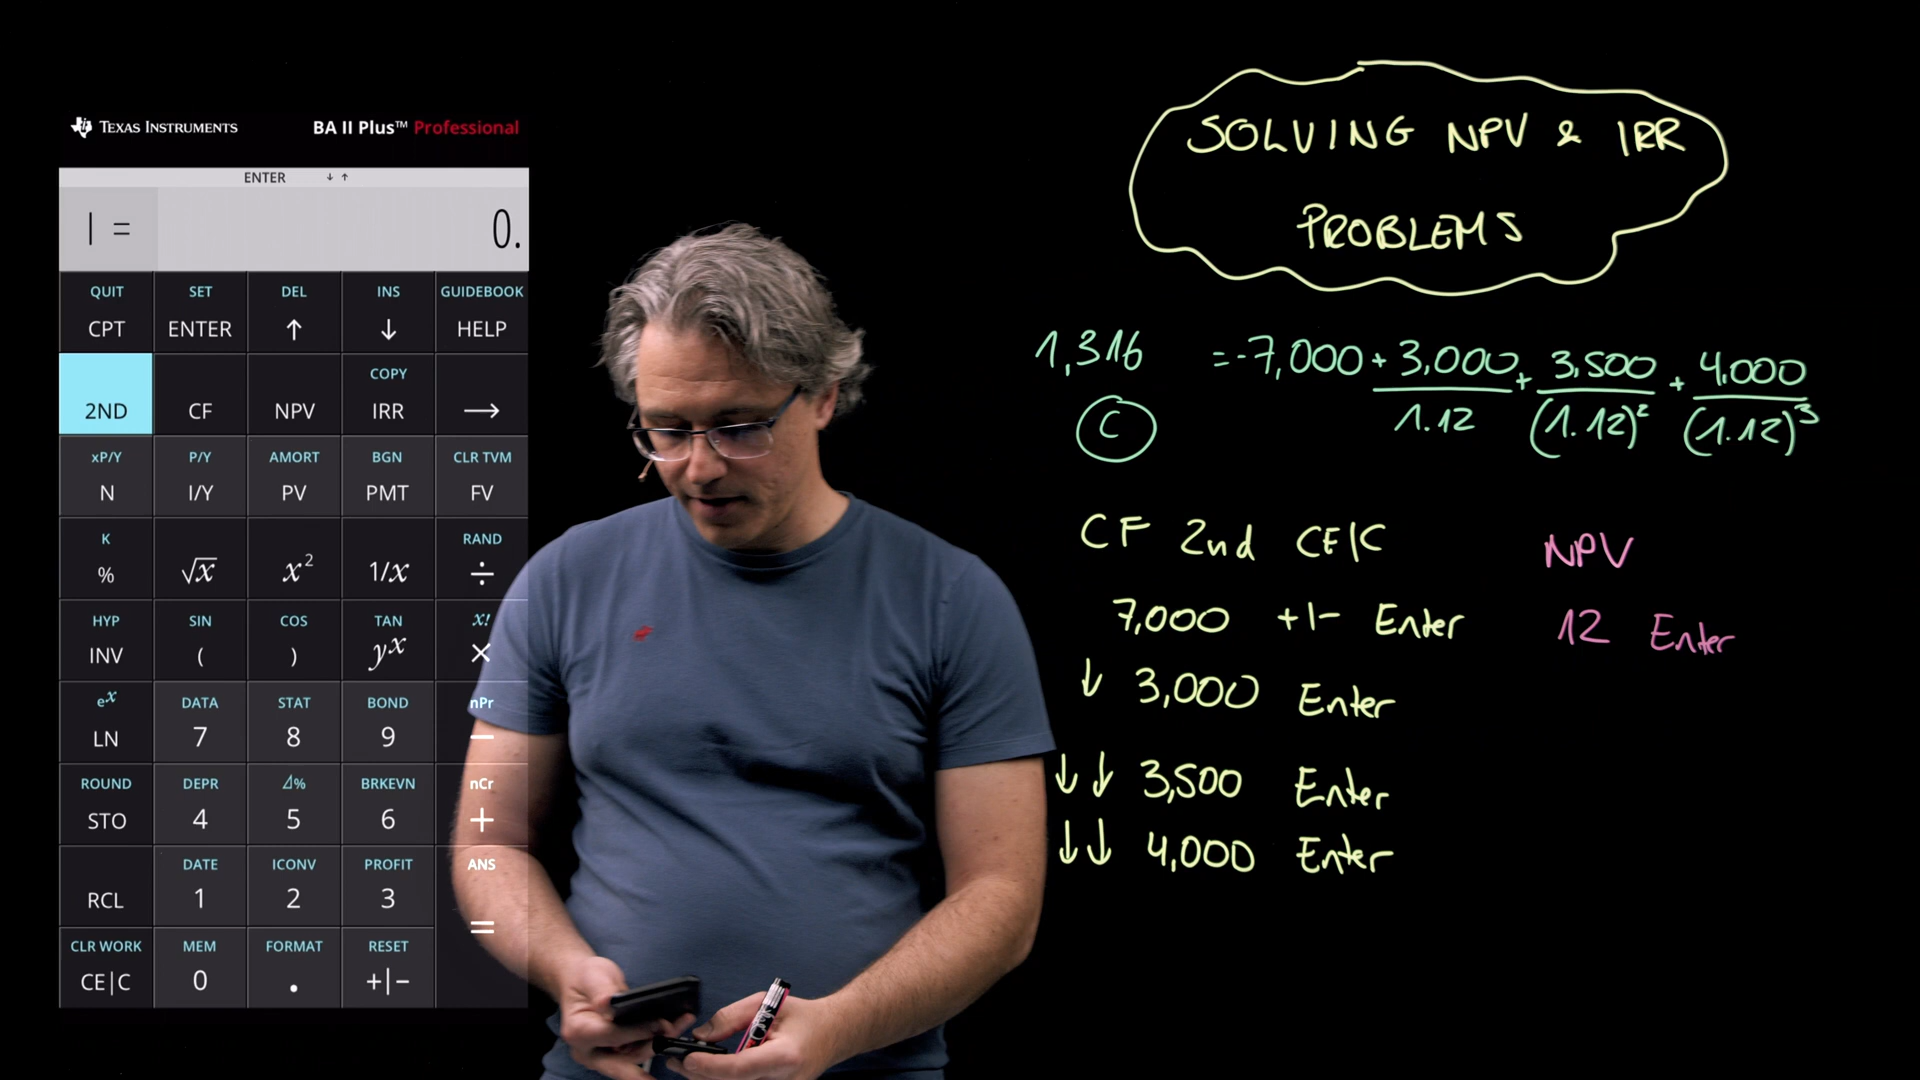 TEXAS INSTRUMENTS BA II Plus™ Professional
ENTER ↓ ↑
I = 0.
QUIT SET DEL INS GUIDEBOOK
CPT ENTER ↑ ↓ HELP
COPY
2ND CF NPV IRR →
xP/Y P/Y AMORT BGN CLR TVM
N I/Y PV PMT FV
K RAND
% √x x² 1/x ÷
HYP SIN COS TAN x!
INV ( ) yˣ ×
eˣ DATA STAT BOND nPr
LN 7 8 9 −
ROUND DEPR Δ% BRKEVN nCr
STO 4 5 6 +
DATE ICONV PROFIT ANS
RCL 1 2 3 =
CLR WORK MEM FORMAT RESET
CE|C 0 . +|−
SOLVING NPV & IRR
PROBLEMS
1,316 = -7,000 + 3,000 + 3,500 + 4,000
1.12 (1.12)² (1.12)³
C
CF 2nd CE|C
7,000 +|- Enter
↓ 3,000 Enter
↓↓ 3,500 Enter
↓↓ 4,000 Enter
NPV
12 Enter